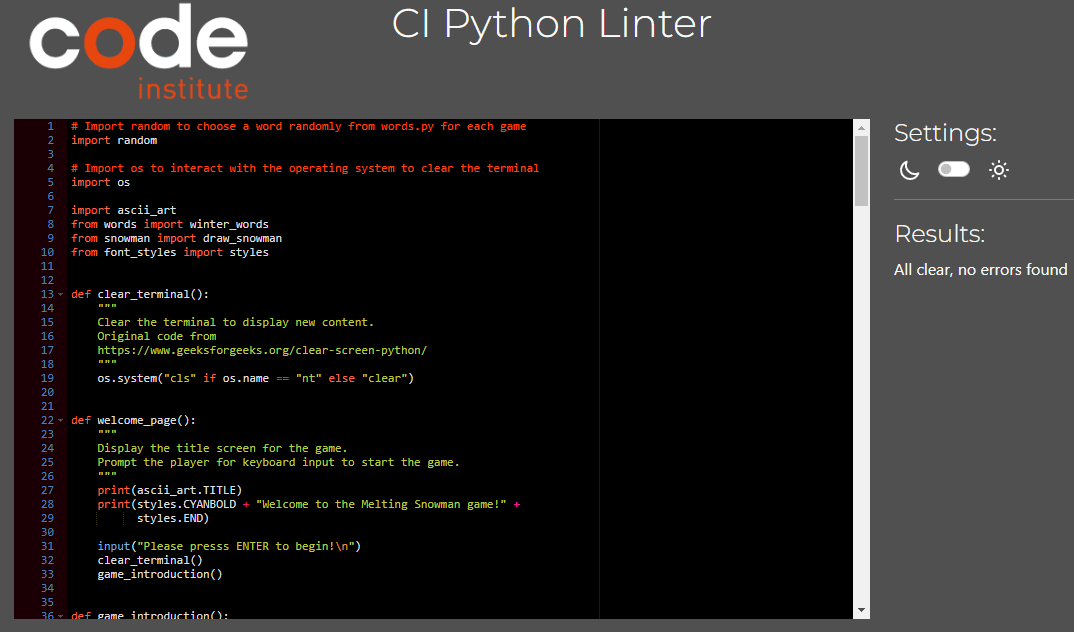 code
institute
CI Python Linter
1 # Import random to choose a word randomly from words.py for each game
2 import random
3
4 # Import os to interact with the operating system to clear the terminal
5 import os
6
7 import ascii_art
8 from words import winter_words
9 from snowman import draw_snowman
10 from font_styles import styles
11
12
13 def clear_terminal():
14 """
15 Clear the terminal to display new content.
16 Original code from
17 https://www.geeksforgeeks.org/clear-screen-python/
18 """
19 os.system("cls" if os.name == "nt" else "clear")
20
21
22 def welcome_page():
23 """
24 Display the title screen for the game.
25 Prompt the player for keyboard input to start the game.
26 """
27 print(ascii_art.TITLE)
28 print(styles.CYANBOLD + "Welcome to the Melting Snowman game!" +
29 styles.END)
30
31 input("Please presss ENTER to begin!\n")
32 clear_terminal()
33 game_introduction()
34
35
36 def game_introduction():
Settings:
Results:
All clear, no errors found